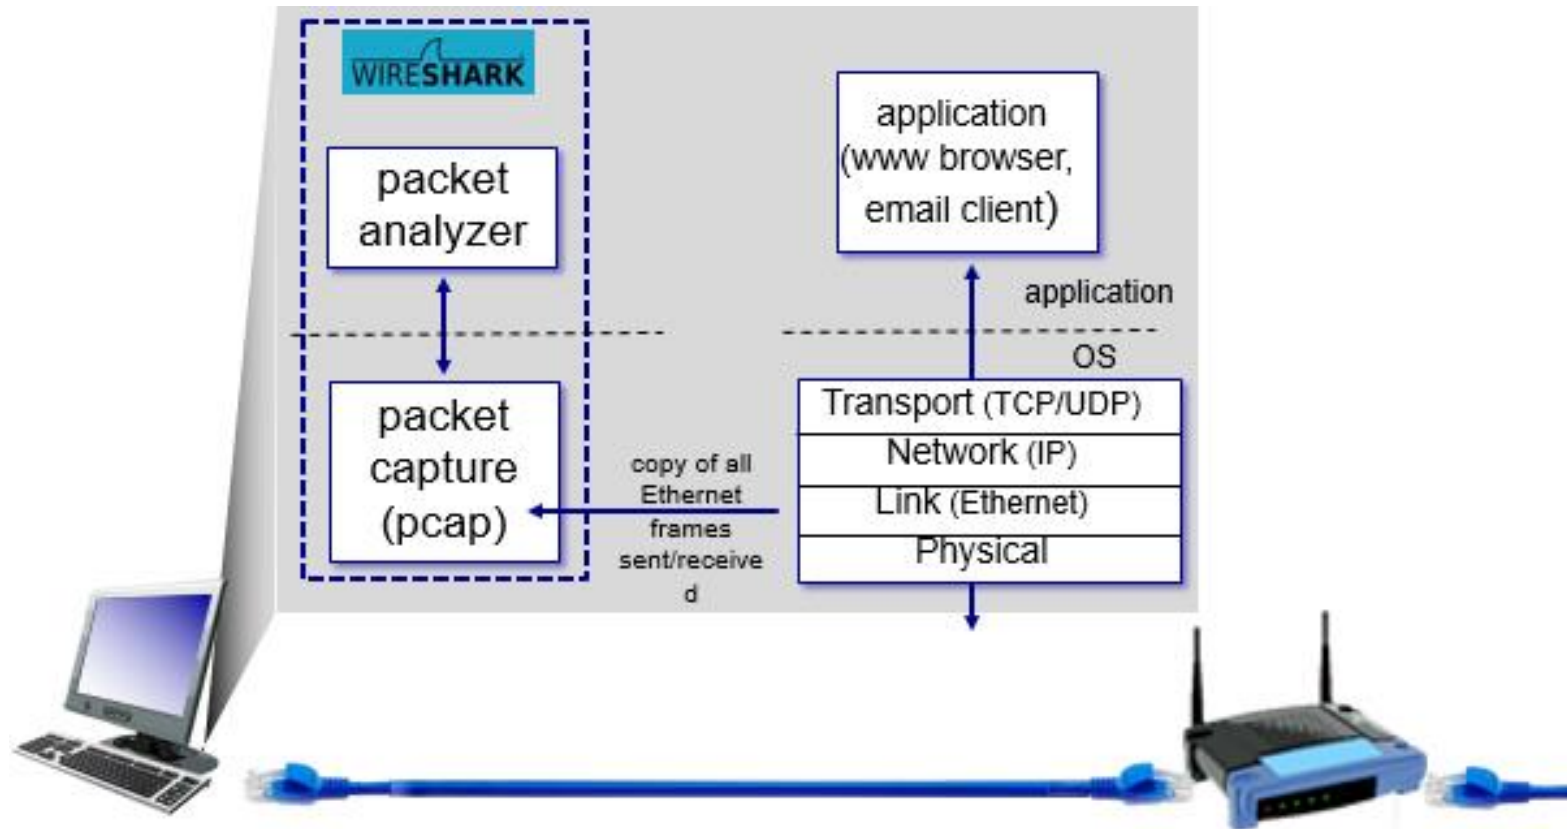 WIRESHARK
packet
analyzer
packet
capture
(pcap)
copy of all
Ethernet
frames
sent/receive
d
application
(www browser,
email client)
application
OS
Transport (TCP/UDP)
Network (IP)
Link (Ethernet)
Physical